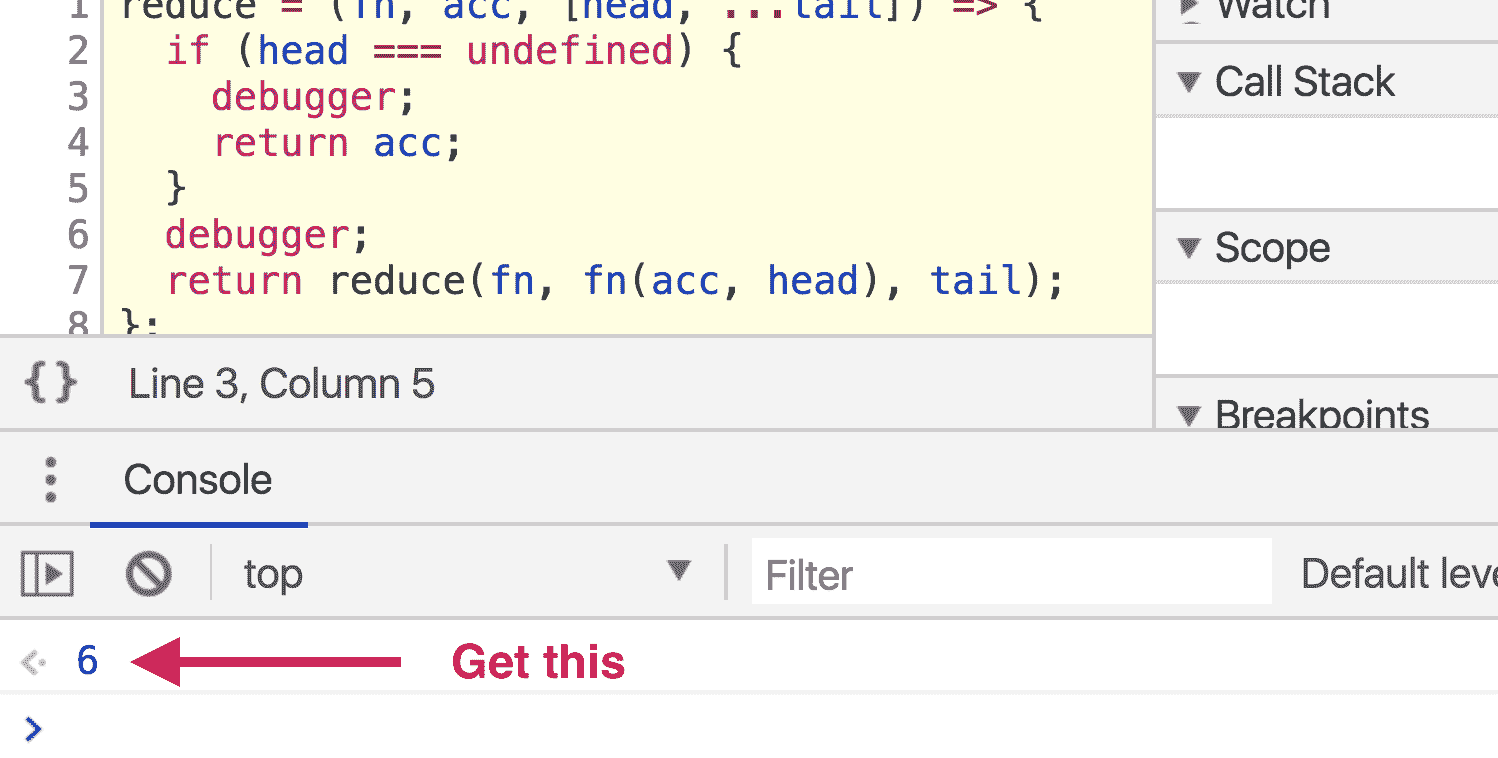 1 reduce = (fn, acc, [head, ...tail]) => {
2 if (head === undefined) {
3 debugger;
4 return acc;
5 }
6 debugger;
7 return reduce(fn, fn(acc, head), tail);
8 };
Watch
Call Stack
Scope
Breakpoints
{} Line 3, Column 5
Console
top
Filter
Default leve
6 Get this